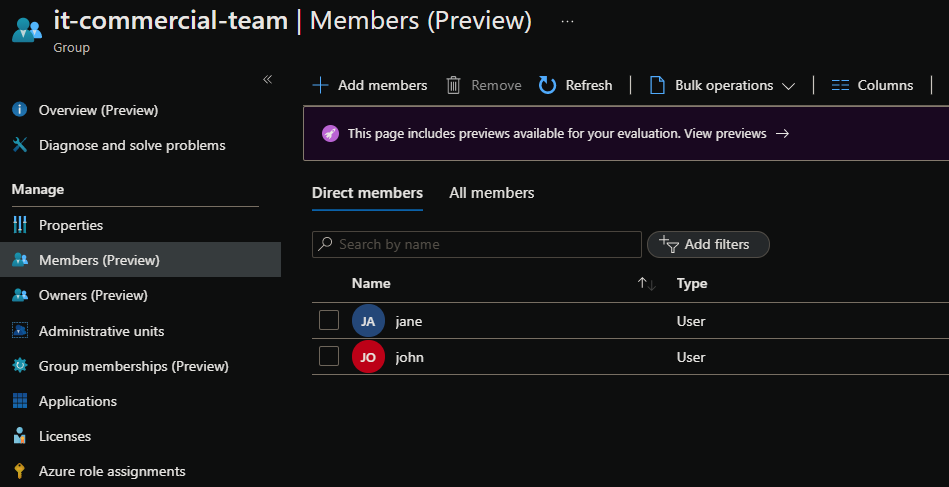 it-commercial-team | Members (Preview) ...
Group
«
Add members Remove Refresh Bulk operations Columns
Overview (Preview)
Diagnose and solve problems
Manage
Properties
Members (Preview)
Owners (Preview)
Administrative units
Group memberships (Preview)
Applications
Licenses
Azure role assignments
This page includes previews available for your evaluation. View previews →
Direct members All members
Search by name Add filters
Name Type
JA jane User
JO john User